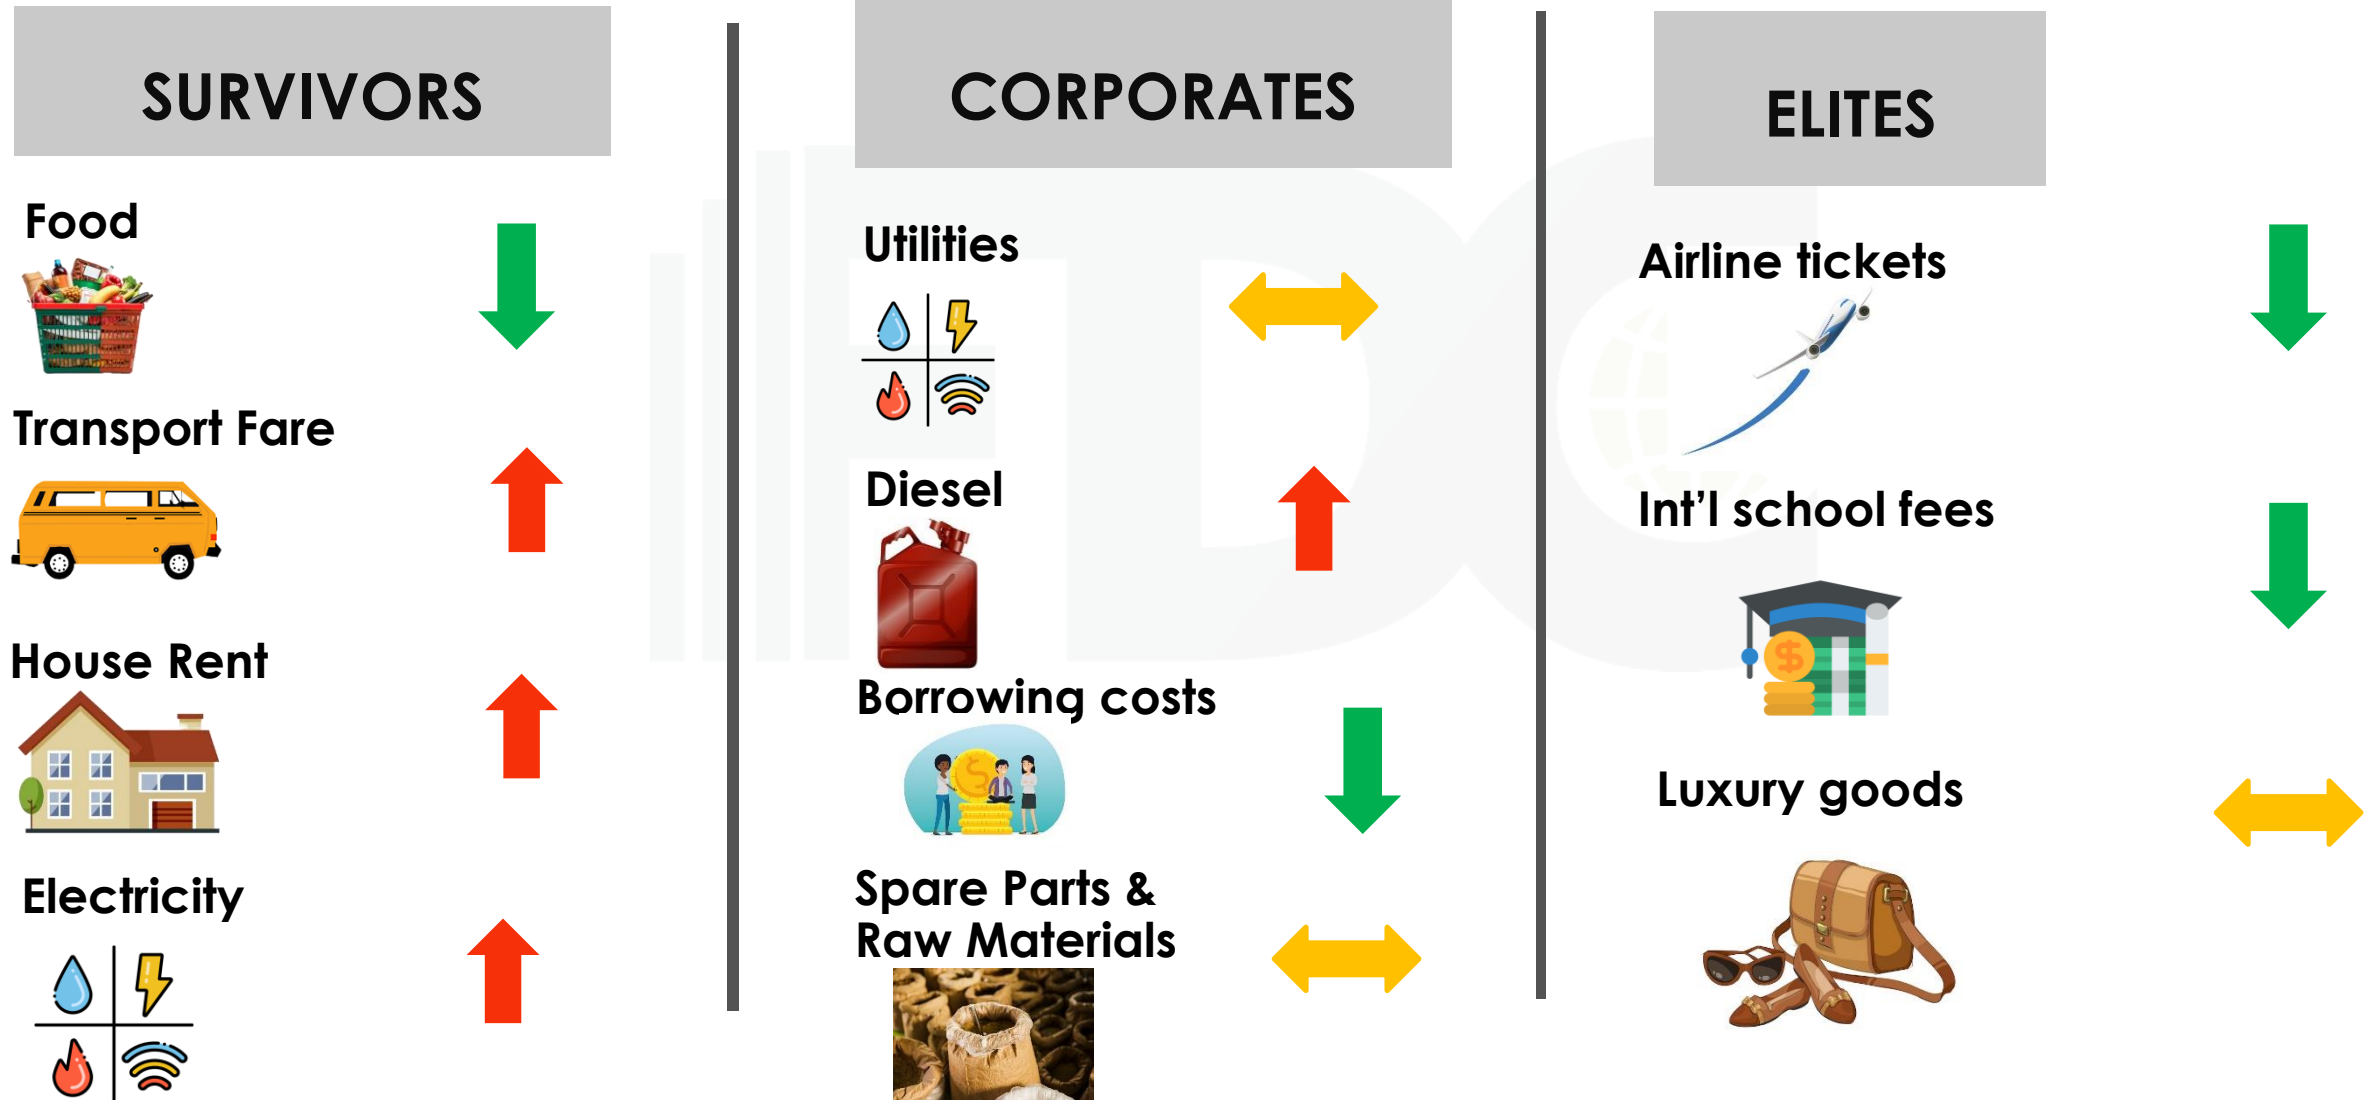 SURVIVORS
Food
Transport Fare
House Rent
Electricity
CORPORATES
Utilities
Diesel
Borrowing costs
Spare Parts &
Raw Materials
ELITES
Airline tickets
Int'l school fees
Luxury goods